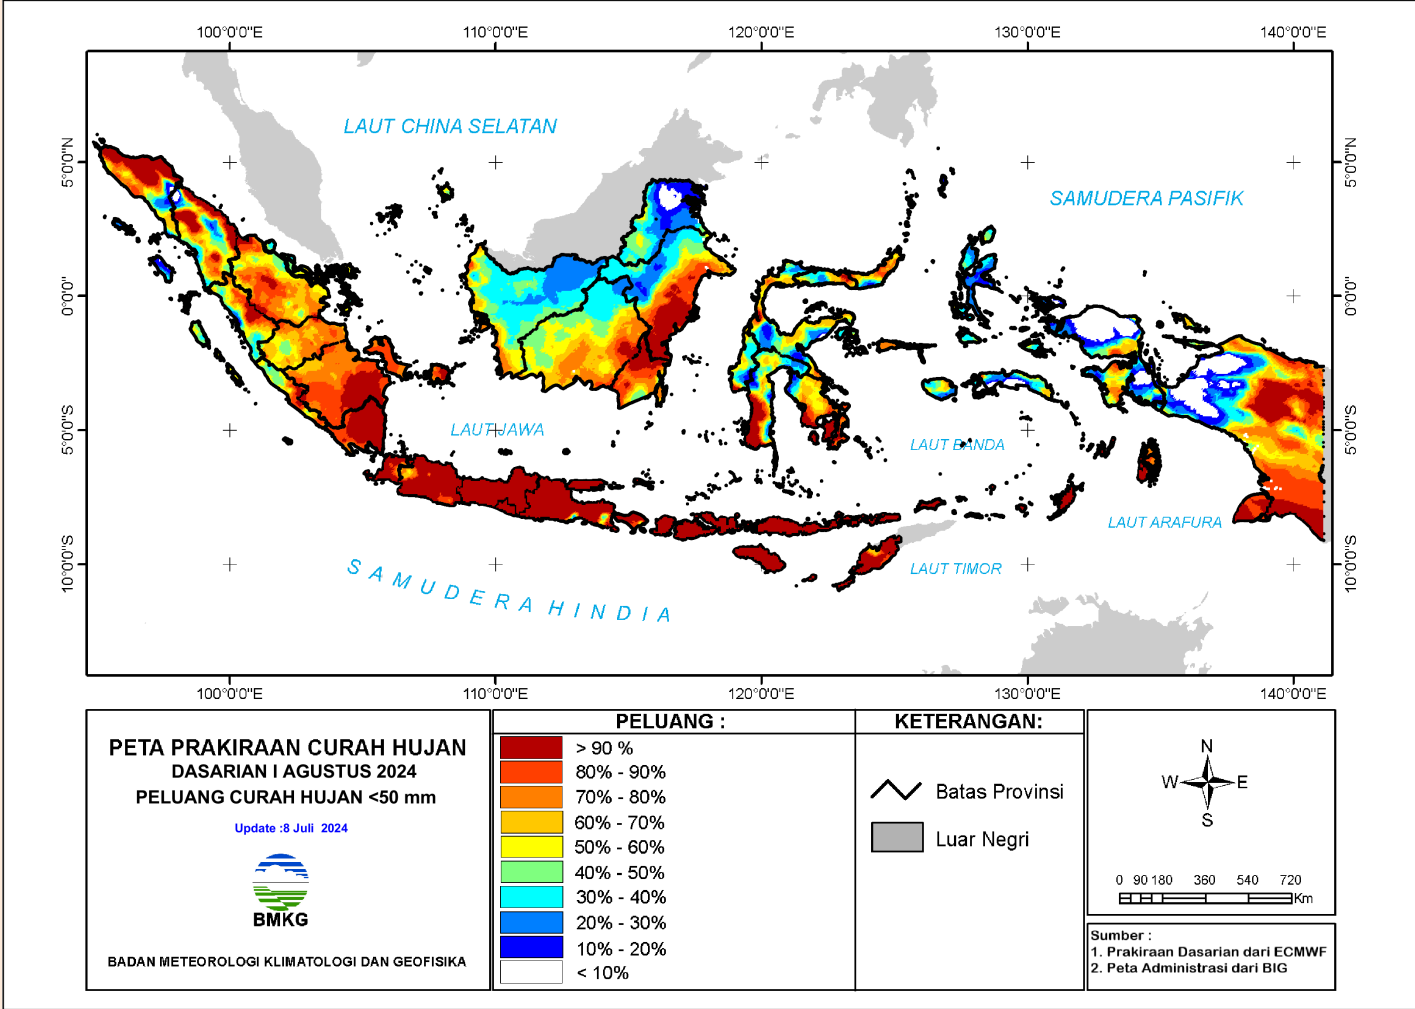 100°0'0"E 110°0'0"E 120°0'0"E 130°0'0"E 140°0'0"E
LAUT CHINA SELATAN
5°0'0"N 5°0'0"N
SAMUDERA PASIFIK
0°0'0" 0°0'0"
LAUT JAWA
LAUT BANDA
5°0'0"S 5°0'0"S
LAUT ARAFURA
LAUT TIMOR
10°0'0"S 10°0'0"S
SAMUDERA HINDIA
100°0'0"E 110°0'0"E 120°0'0"E 130°0'0"E 140°0'0"E
PETA PRAKIRAAN CURAH HUJAN
DASARIAN I AGUSTUS 2024
PELUANG CURAH HUJAN <50 mm
Update :8 Juli 2024
BMKG
BADAN METEOROLOGI KLIMATOLOGI DAN GEOFISIKA
PELUANG :
> 90 %
80% - 90%
70% - 80%
60% - 70%
50% - 60%
40% - 50%
30% - 40%
20% - 30%
10% - 20%
< 10%
KETERANGAN:
Batas Provinsi
Luar Negri
N
W E
S
0 90 180 360 540 720
Km
Sumber :
1. Prakiraan Dasarian dari ECMWF
2. Peta Administrasi dari BIG